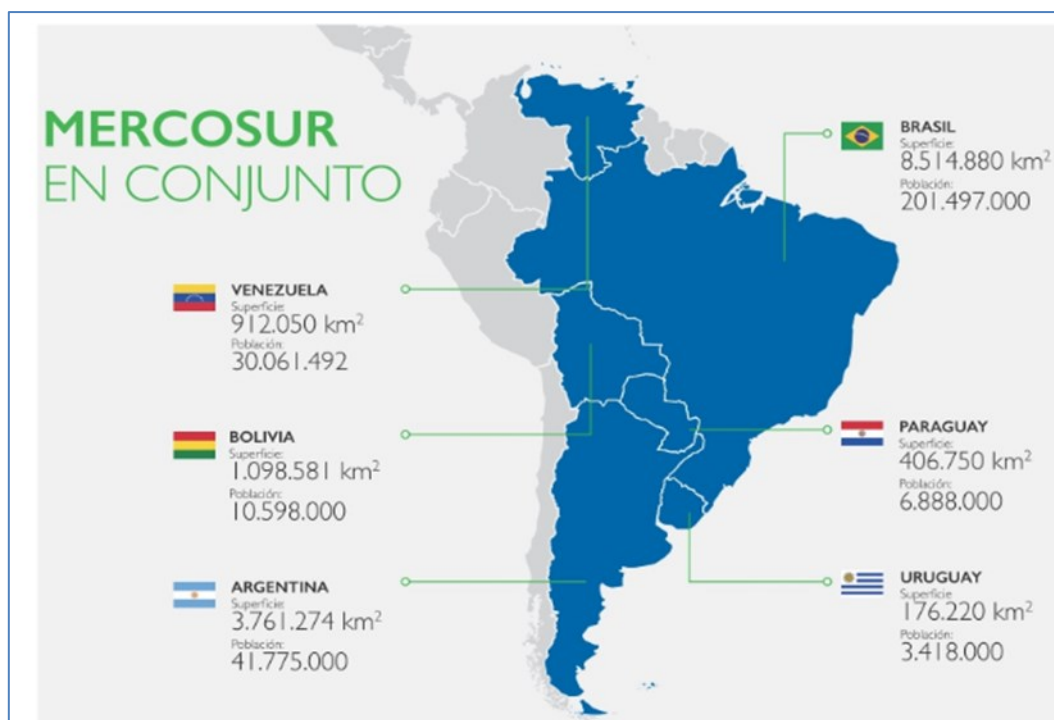 MERCOSUR
EN CONJUNTO
VENEZUELA
Superficie:
912.050 km²
Población:
30.061.492
BOLIVIA
Superficie:
1.098.581 km²
Población:
10.598.000
ARGENTINA
Superficie:
3.761.274 km²
Población:
41.775.000
BRASIL
Superficie:
8.514.880 km²
Población:
201.497.000
PARAGUAY
Superficie:
406.750 km²
Población:
6.888.000
URUGUAY
Superficie
176.220 km²
Población:
3.418.000